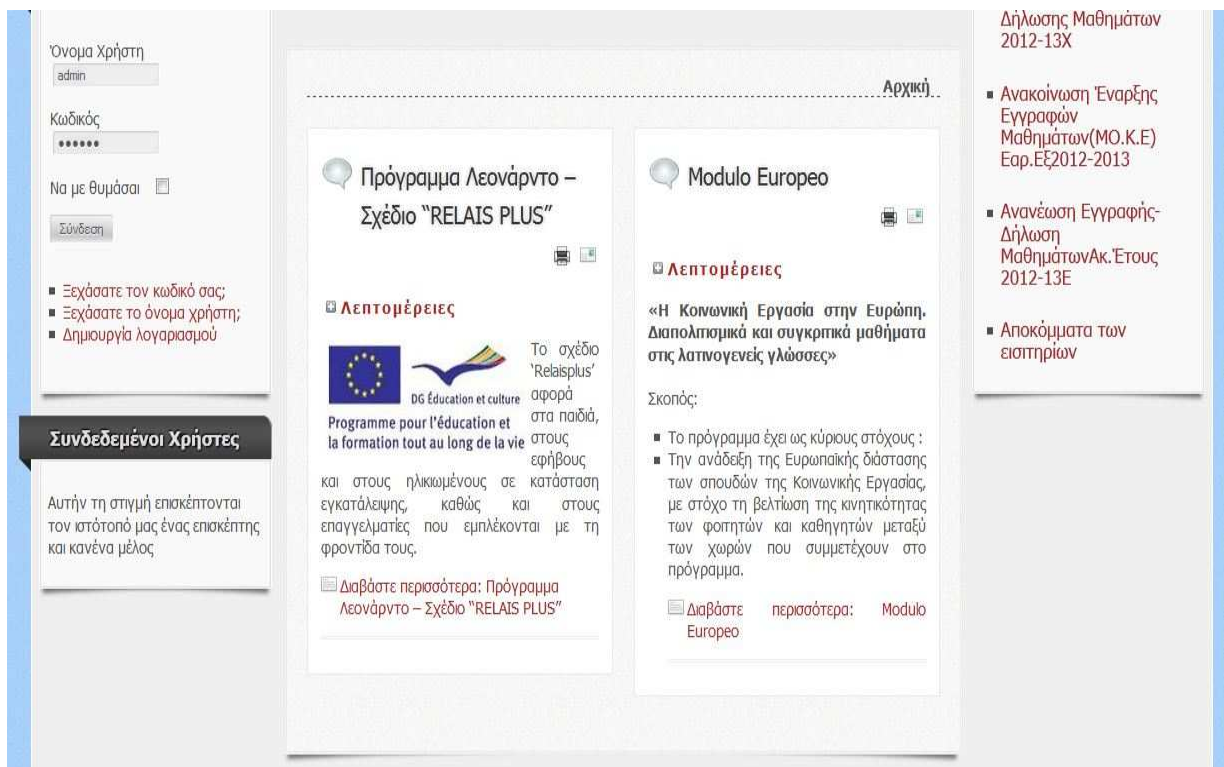 Όνομα Χρήστη
admin
Κωδικός
••••••
Να με θυμάσαι
Σύνδεση
Ξεχάσατε τον κωδικό σας;
Ξεχάσατε το όνομα χρήστη;
Δημιουργία λογαριασμού
Συνδεδεμένοι Χρήστες
Αυτήν τη στιγμή επισκέπτονται
τον ιστότοπό μας ένας επισκέπτης
και κανένα μέλος
Αρχική
Πρόγραμμα Λεονάρντο –
Σχέδιο “RELAIS PLUS”
Λεπτομέρειες
DG Éducation et culture
Programme pour l'éducation et
la formation tout au long de la vie
Το σχέδιο
‘Relaisplus’
αφορά
στα παιδιά,
στους
εφήβους
και στους ηλικιωμένους σε κατάσταση
εγκατάλειψης, καθώς και στους
επαγγελματίες που εμπλέκονται με τη
φροντίδα τους.
Διαβάστε περισσότερα: Πρόγραμμα
Λεονάρντο – Σχέδιο “RELAIS PLUS”
Modulo Europeo
Λεπτομέρειες
«Η Κοινωνική Εργασία στην Ευρώπη.
Διαπολιτισμικά και συγκριτικά μαθήματα
στις λατινογενείς γλώσσες»
Σκοπός:
Το πρόγραμμα έχει ως κύριους στόχους :
Την ανάδειξη της Ευρωπαϊκής διάστασης
των σπουδών της Κοινωνικής Εργασίας,
με στόχο τη βελτίωση της κινητικότητας
των φοιτητών και καθηγητών μεταξύ
των χωρών που συμμετέχουν στο
πρόγραμμα.
Διαβάστε περισσότερα: Modulo
Europeo
Δήλωσης Μαθημάτων
2012-13Χ
Ανακοίνωση Έναρξης
Εγγραφών
Μαθημάτων(ΜΟ.Κ.Ε)
Εαρ.Εξ2012-2013
Ανανέωση Εγγραφής-
Δήλωση
ΜαθημάτωνΑκ.Έτους
2012-13Ε
Αποκόμματα των
εισιτηρίων